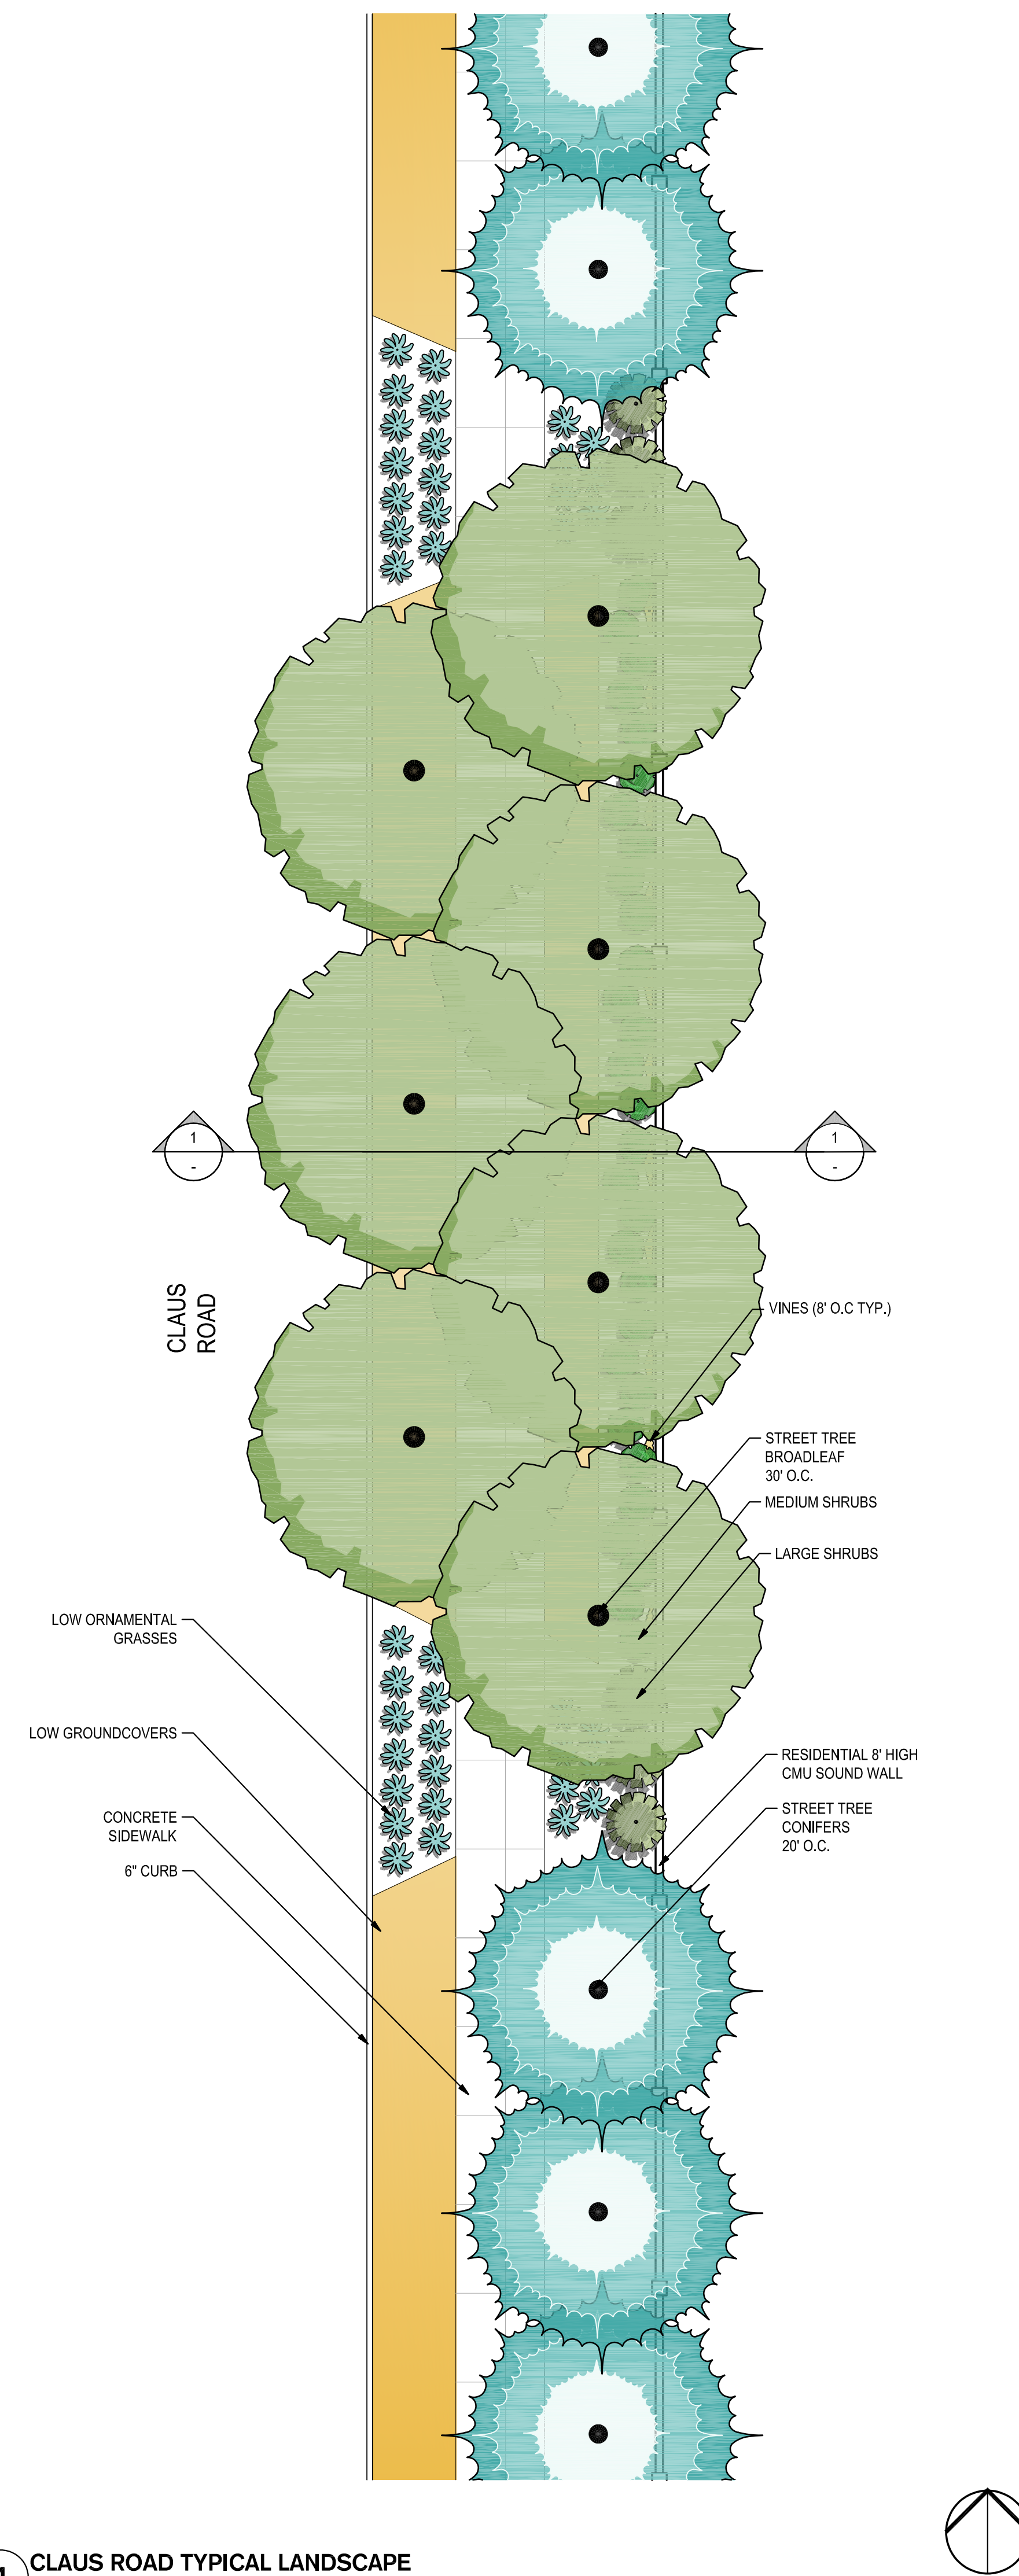 1
-
1
-
CLAUS
ROAD
VINES (8' O.C TYP.)
STREET TREE
BROADLEAF
30' O.C.
MEDIUM SHRUBS
LARGE SHRUBS
LOW ORNAMENTAL
GRASSES
LOW GROUNDCOVERS
CONCRETE
SIDEWALK
6" CURB
RESIDENTIAL 8' HIGH
CMU SOUND WALL
STREET TREE
CONIFERS
20' O.C.
CLAUS ROAD TYPICAL LANDSCAPE